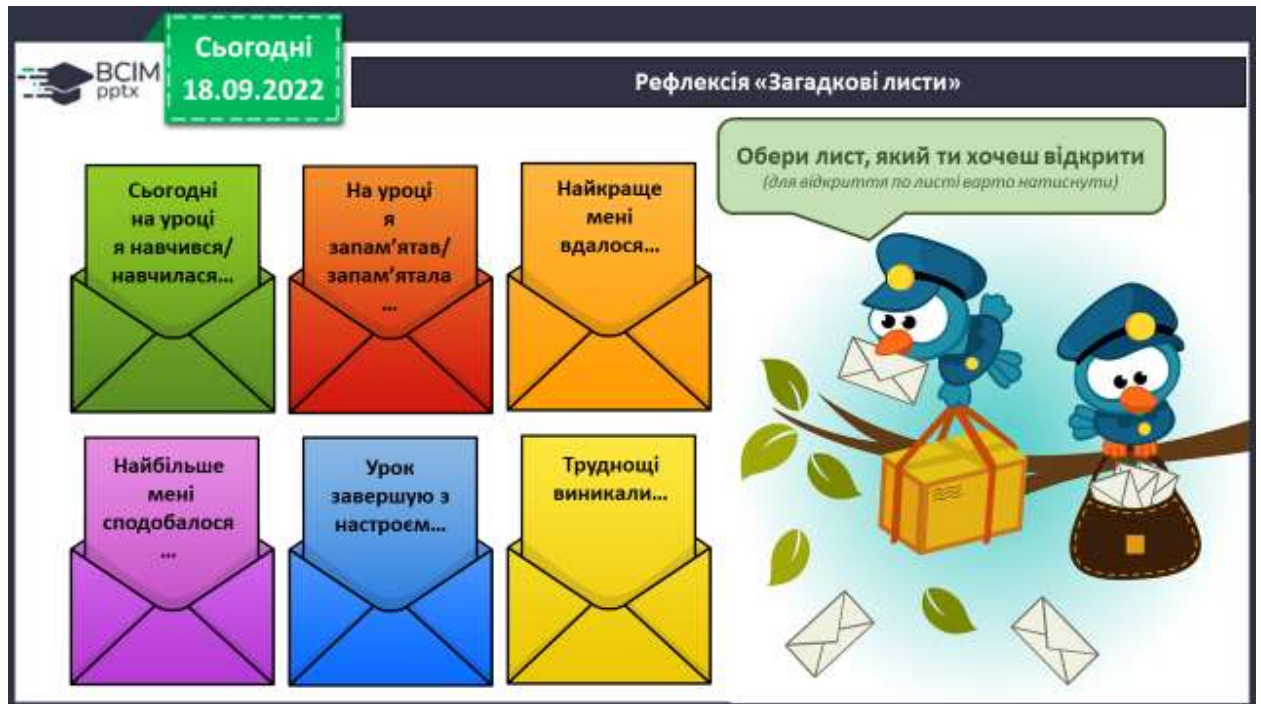 Сьогодні
18.09.2022
ВСІМ
pptx
Рефлексія «Загадкові листи»
Обери лист, який ти хочеш відкрити
(для відкриття по листі варто натиснути)
Сьогодні
на уроці
я навчився/
навчилася…
На уроці
я
запам’ятав/
запам’ятала
…
Найкраще
мені
вдалося…
Найбільше
мені
сподобалося
…
Урок
завершую з
настроєм…
Труднощі
виникали…